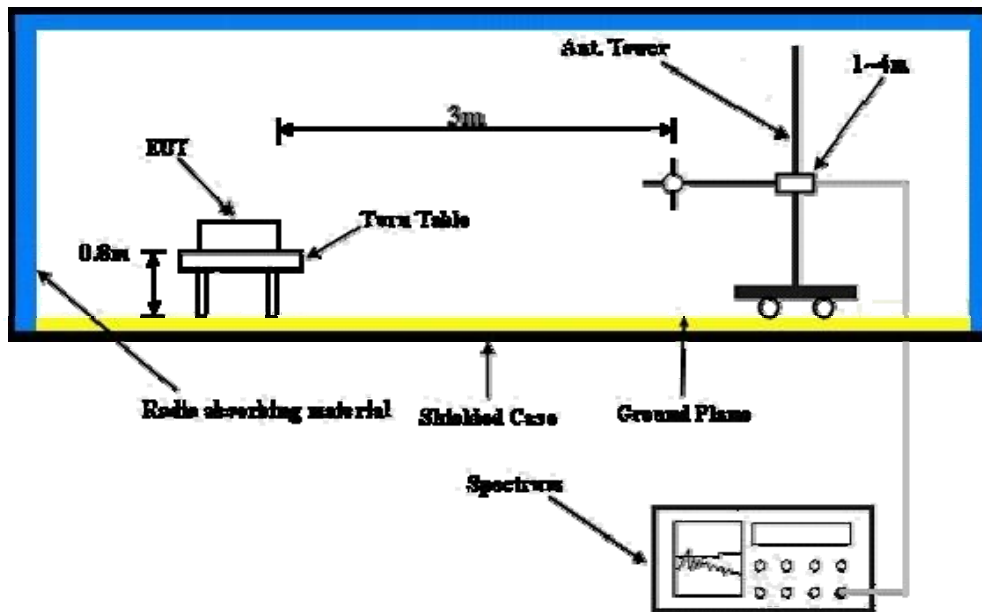 Ant. Tower
1~4m
3m
EUT
Turn Table
0.8m
Radio absorbing material
Shielded Case
Ground Plane
Spectrum